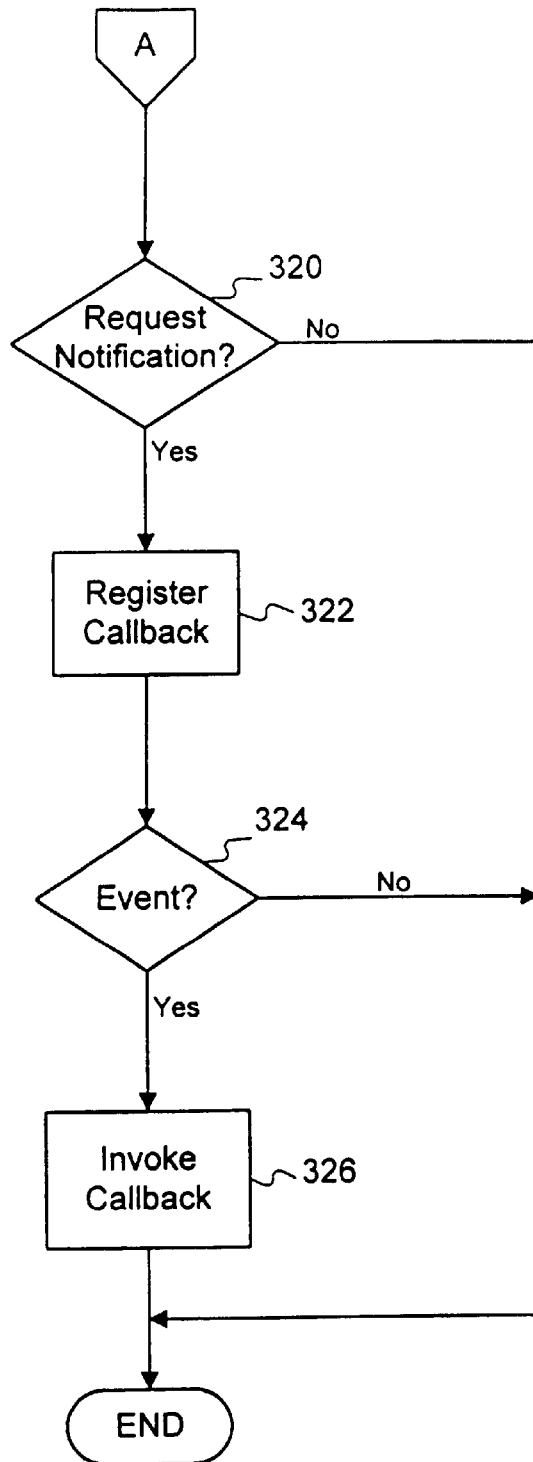 A
320
Request
Notification?
No
Yes
Register
Callback
322
324
Event?
No
Yes
Invoke
Callback
326
END